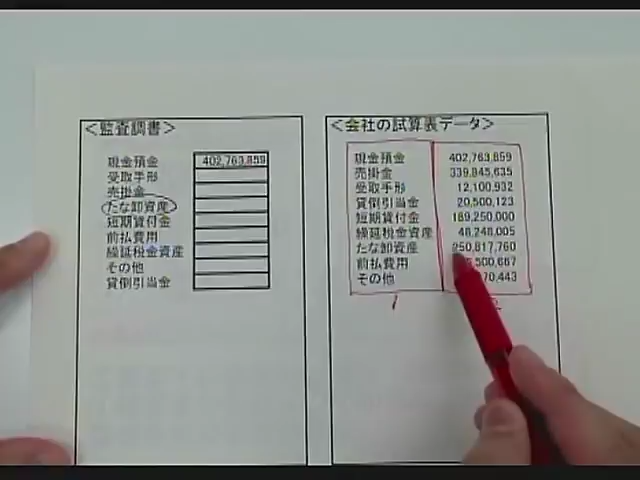 <監査調書>
現金預金 402,763,859
受取手形
売掛金
たな卸資産
短期貸付金
前払費用
繰延税金資産
その他
貸倒引当金
<会社の試算表データ>
現金預金 402,763,859
売掛金 339,845,635
受取手形 12,100,932
貸倒引当金 20,500,123
短期貸付金 189,250,000
繰延税金資産 48,248,005
たな卸資産 950,817,760
前払費用 500,667
その他 70,443
1